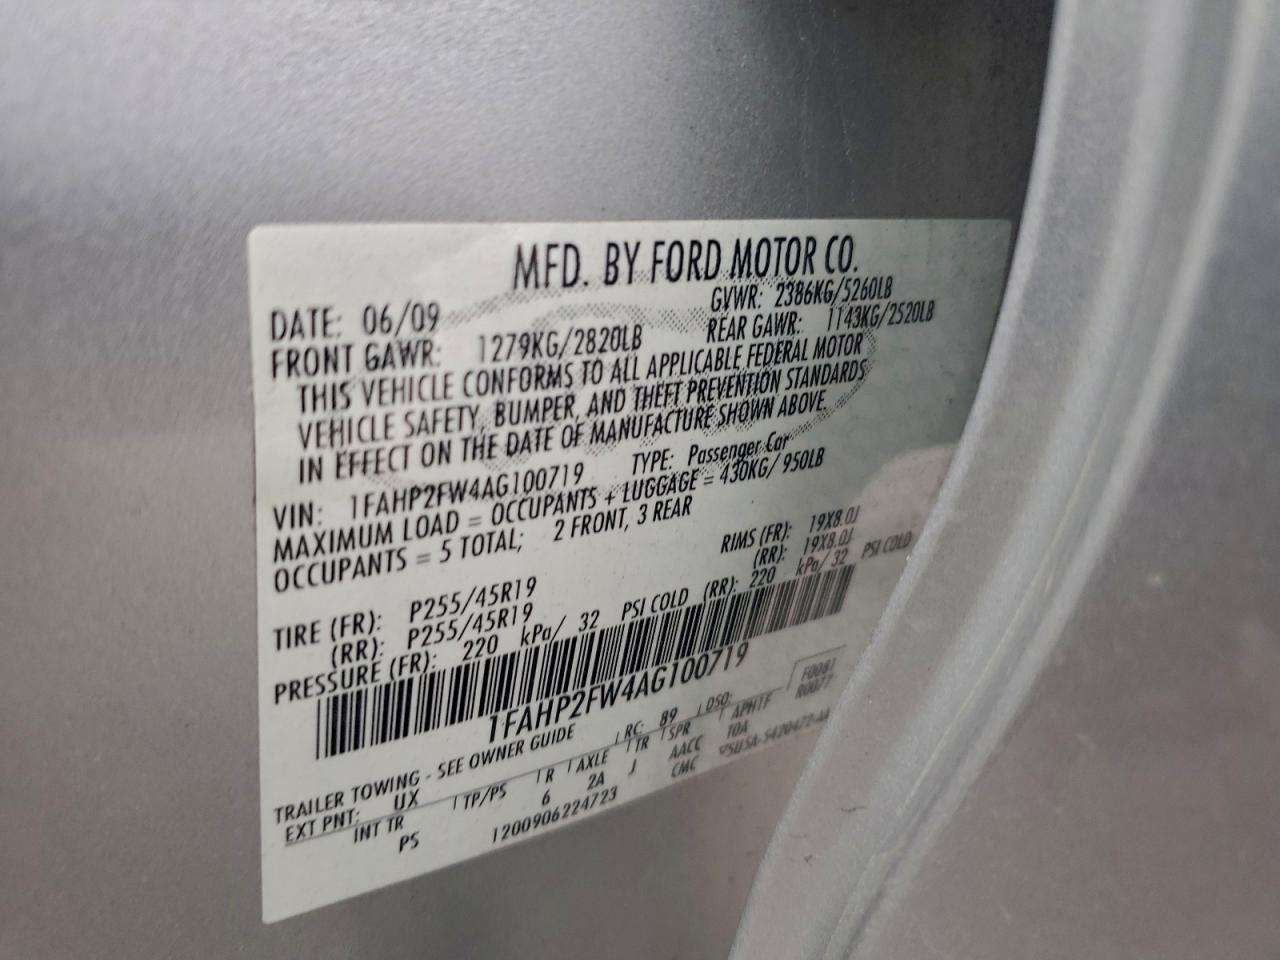 MFD. BY FORD MOTOR CO.
DATE: 06/09 GVWR: 2386KG/5260LB
FRONT GAWR: 1279KG/2820LB REAR GAWR: 1143KG/2520LB
THIS VEHICLE CONFORMS TO ALL APPLICABLE FEDERAL MOTOR
VEHICLE SAFETY, BUMPER, AND THEFT PREVENTION STANDARDS
IN EFFECT ON THE DATE OF MANUFACTURE SHOWN ABOVE.
VIN: 1FAHP2FW4AG100719 TYPE: Passenger Car
MAXIMUM LOAD = OCCUPANTS + LUGGAGE = 430KG/ 950LB
OCCUPANTS = 5 TOTAL; 2 FRONT, 3 REAR
TIRE (FR): P255/45R19 RIMS (FR): 19X8.0J
(RR): P255/45R19 (RR): 19X8.0J
PRESSURE (FR): 220 kPa/ 32 PSI COLD (RR): 220 kPa/ 32 PSI COLD
1FAHP2FW4AG100719
TRAILER TOWING - SEE OWNER GUIDE
EXT PNT: UX RC: 89 DSO:
INT TR TP/PS R AXLE TR SPR APHTF
PS 6 2A J AACC TOA
1200906224723 CMC